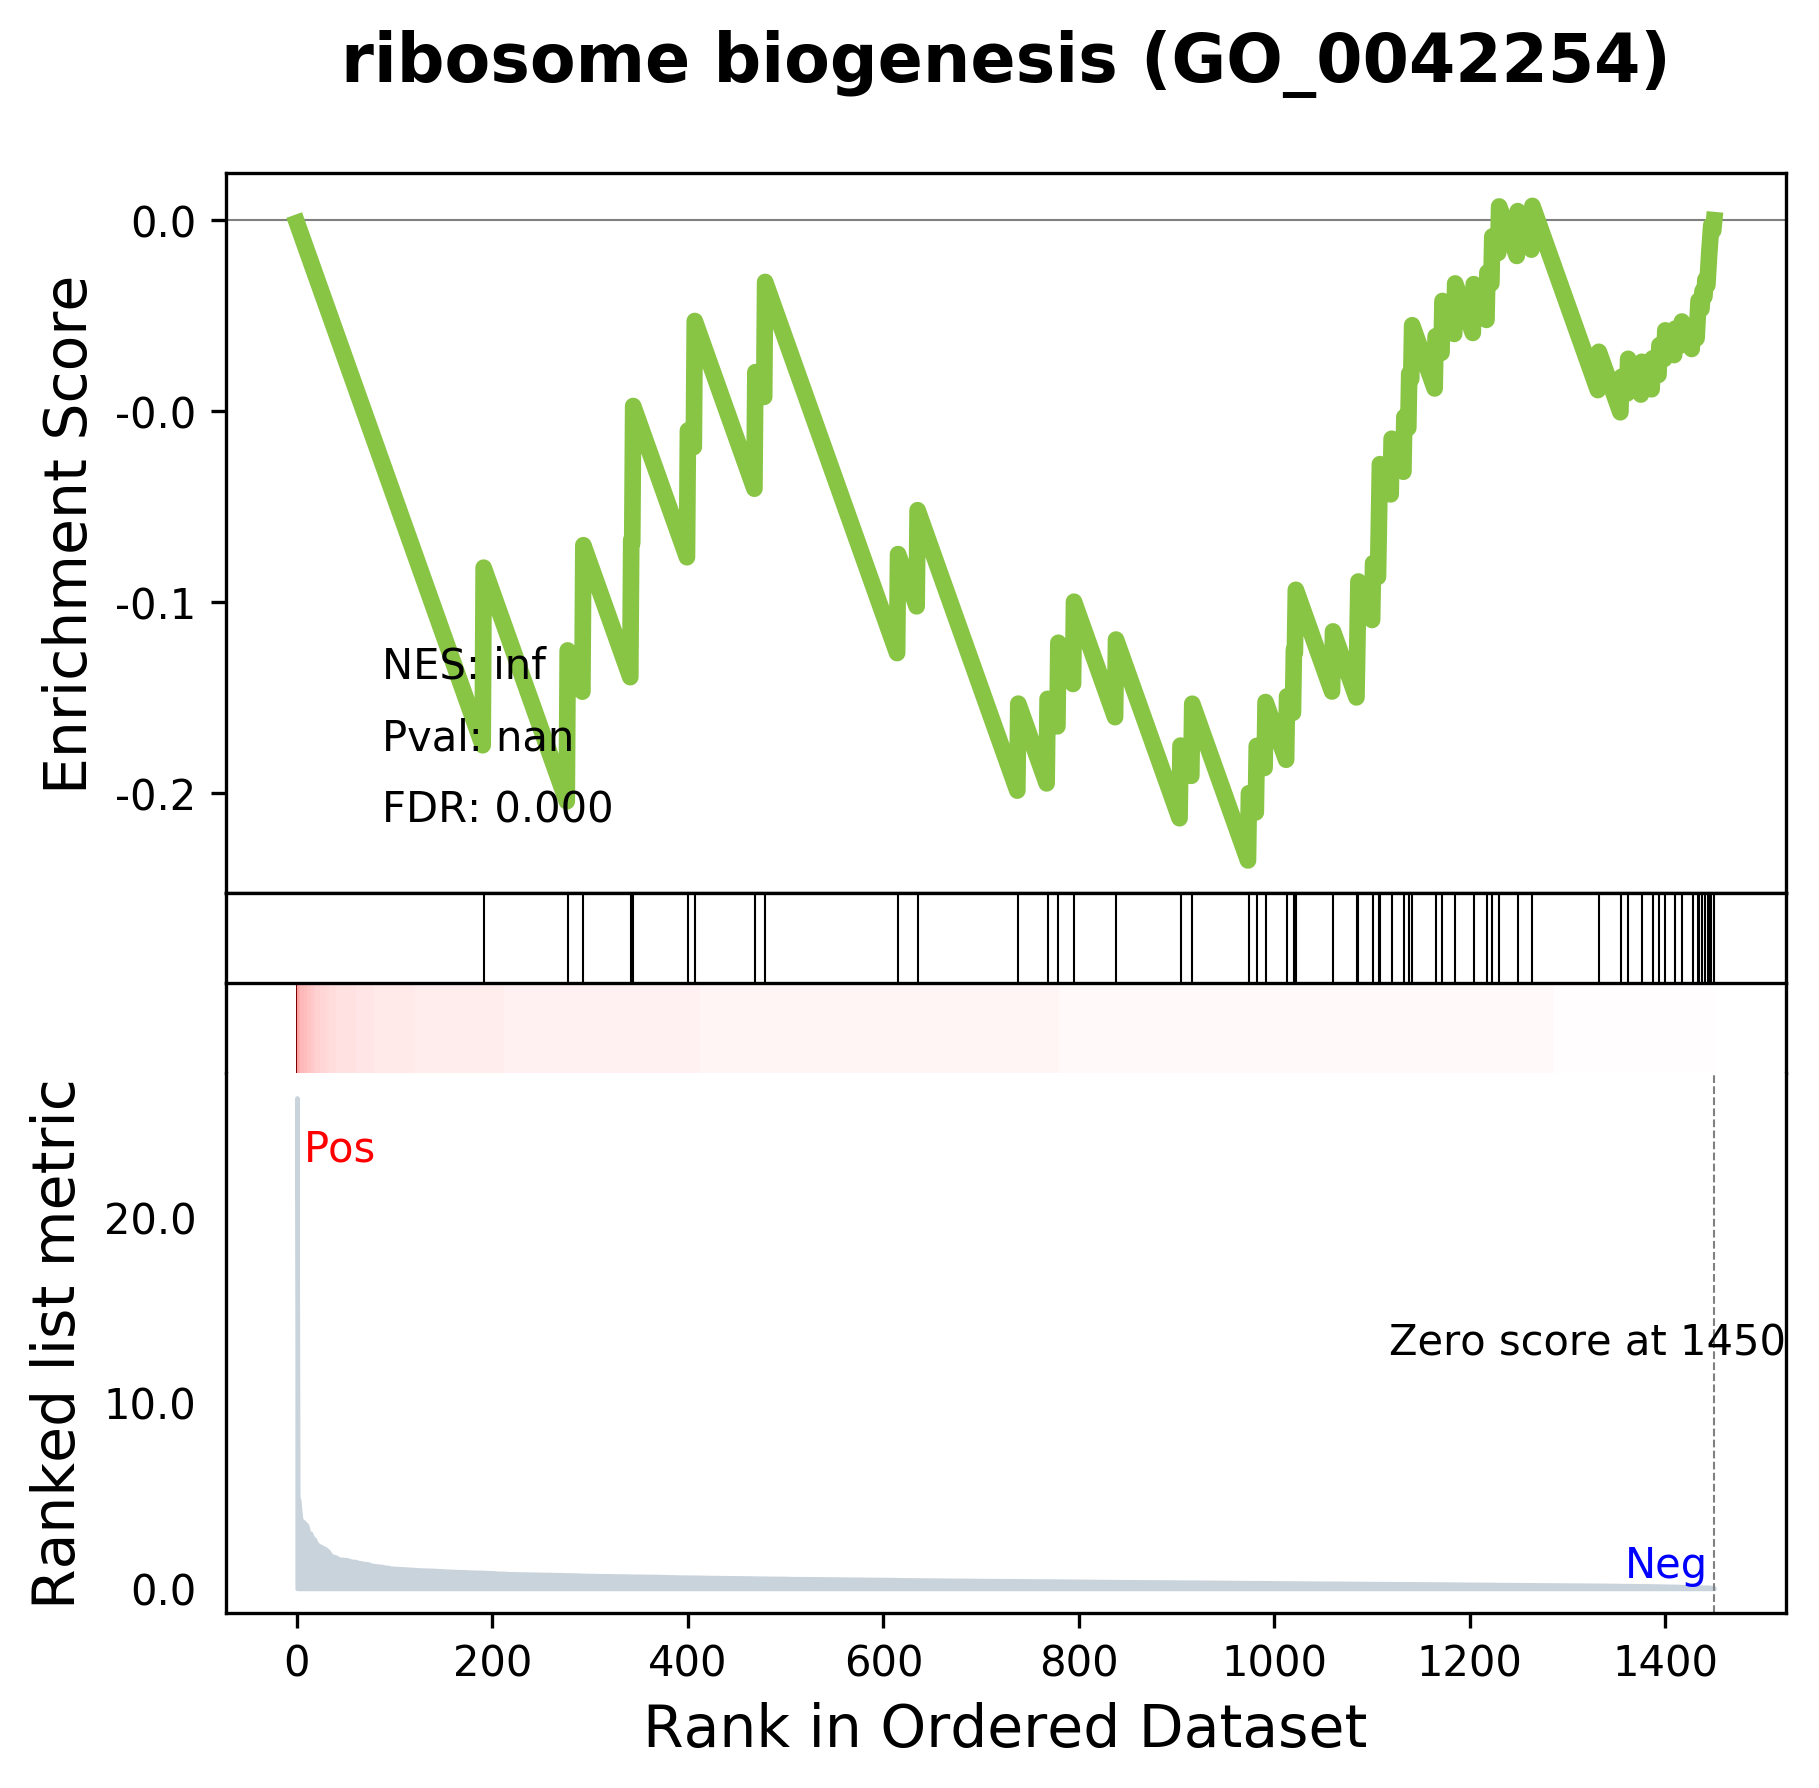 ribosome biogenesis (GO_0042254)
Enrichment Score
0.0
-0.0
-0.1
-0.2
NES: inf
Pval: nan
FDR: 0.000
Ranked list metric
Pos
20.0
10.0
0.0
Zero score at 1450
Neg
0 200 400 600 800 1000 1200 1400
Rank in Ordered Dataset